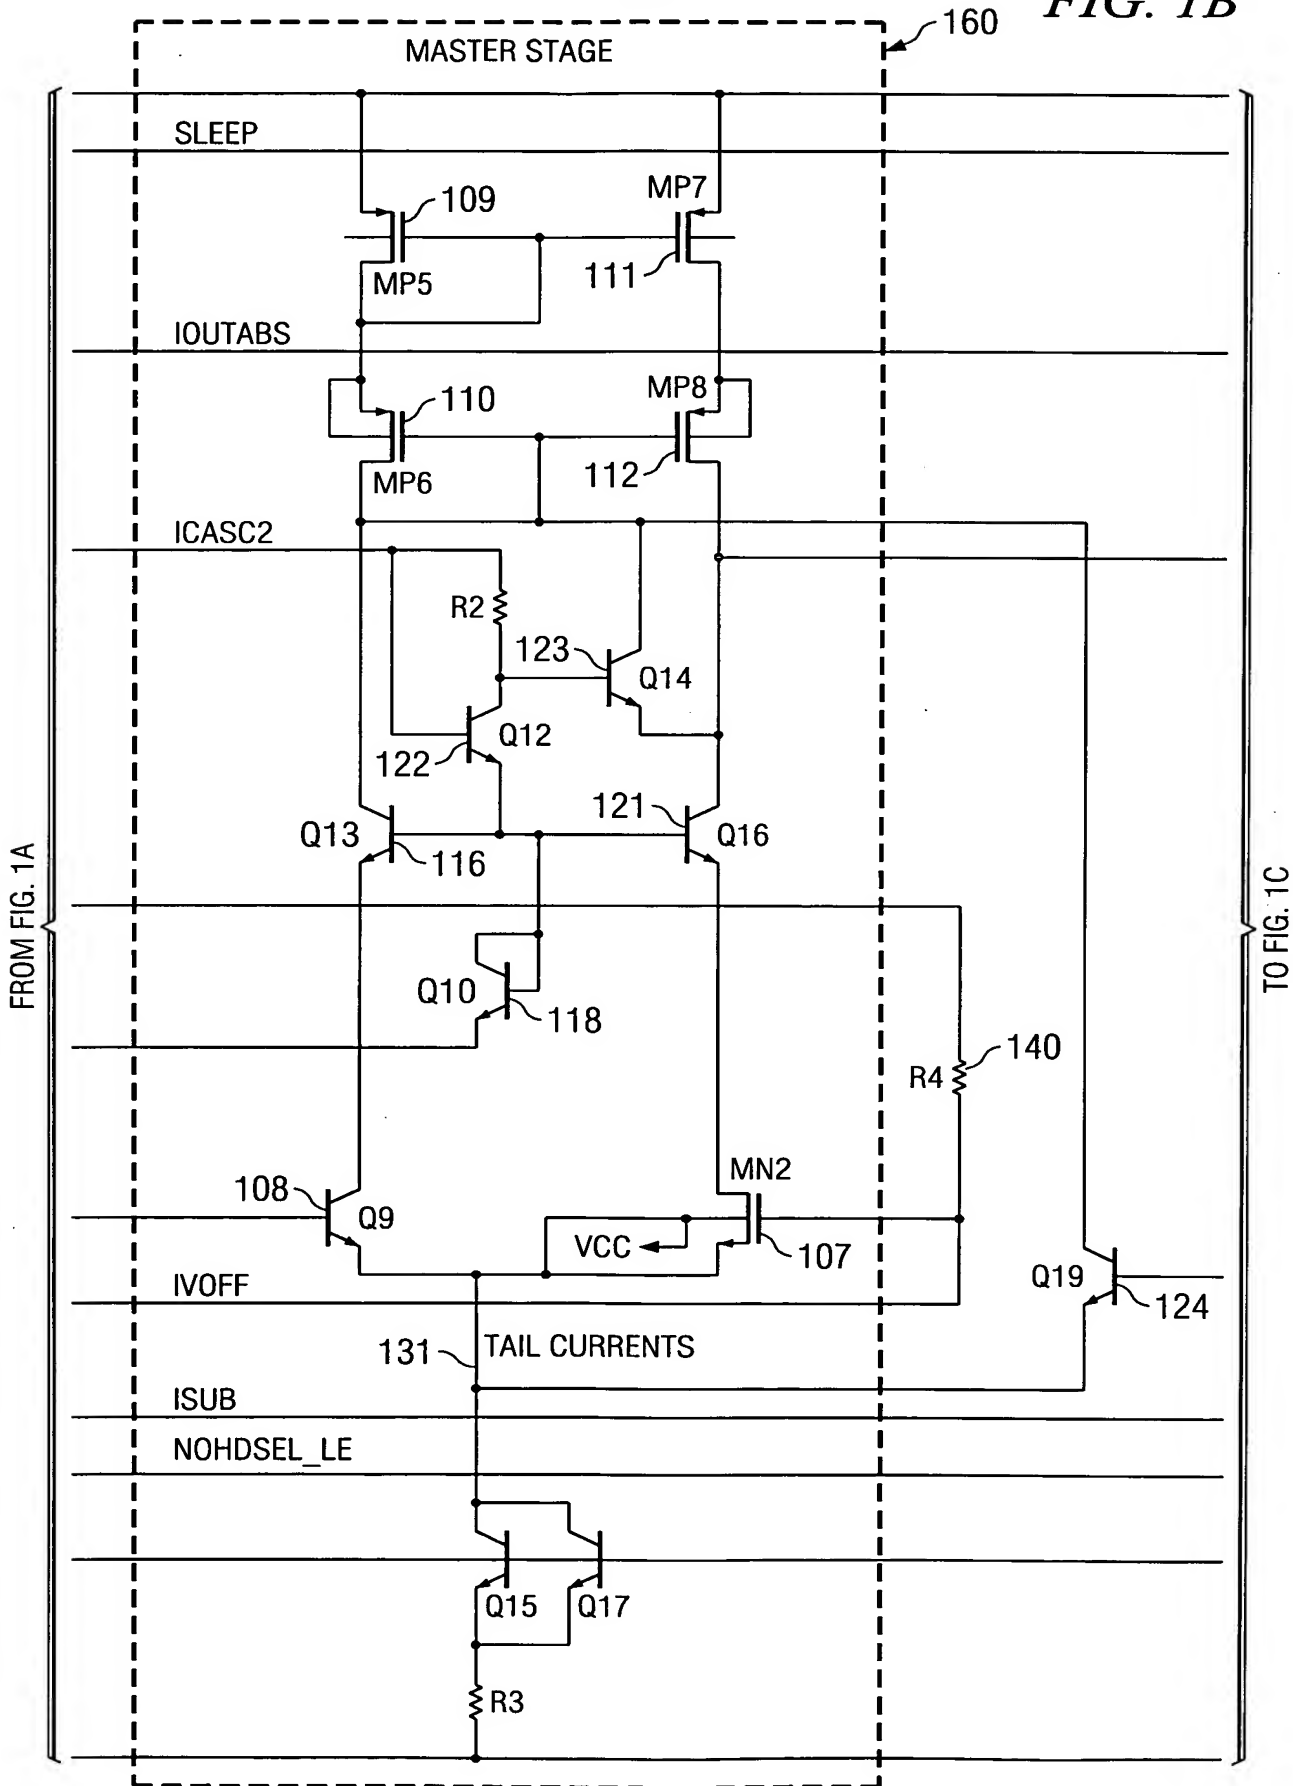 FIG. 1B
160
MASTER STAGE
SLEEP
109
MP7
MP5
111
IOUTABS
110
MP8
MP6
112
ICASC2
R2
123
Q14
Q12
122
121
Q13
116
Q16
FROM FIG. 1A
TO FIG. 1C
Q10
118
140
R4
MN2
108
Q9
VCC
107
Q19
124
IVOFF
131
TAIL CURRENTS
ISUB
NOHDSEL_LE
Q15
Q17
R3